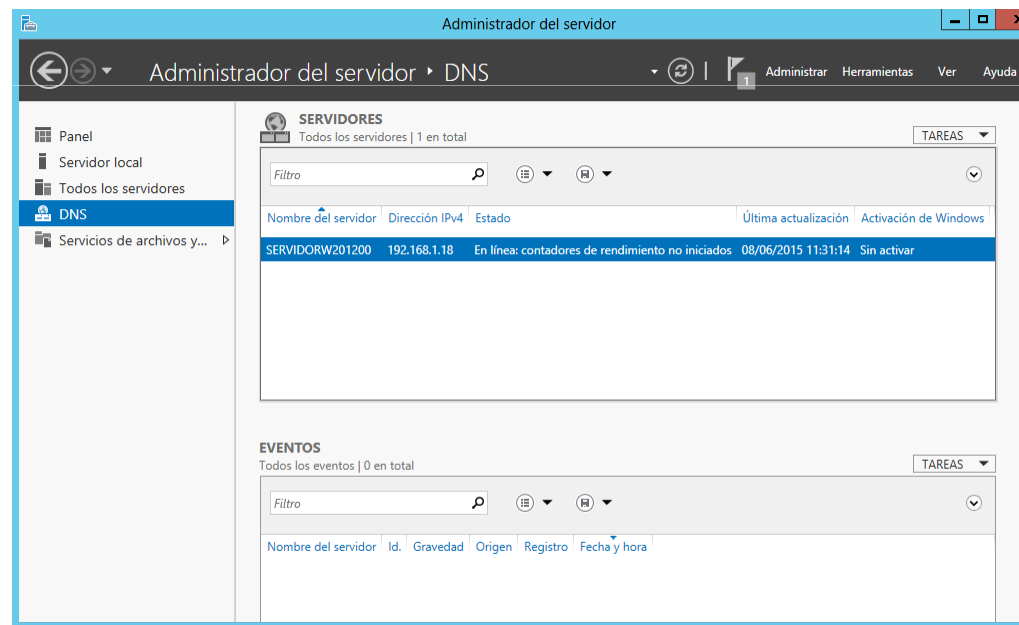 Administrador del servidor
Administrador del servidor ‣ DNS
1
Administrar Herramientas Ver Ayuda
Panel
Servidor local
Todos los servidores
DNS
Servicios de archivos y...
SERVIDORES
Todos los servidores | 1 en total
TAREAS
Filtro
Nombre del servidor Dirección IPv4 Estado Última actualización Activación de Windows
SERVIDORW201200 192.168.1.18 En línea: contadores de rendimiento no iniciados 08/06/2015 11:31:14 Sin activar
EVENTOS
Todos los eventos | 0 en total
TAREAS
Filtro
Nombre del servidor Id. Gravedad Origen Registro Fecha y hora